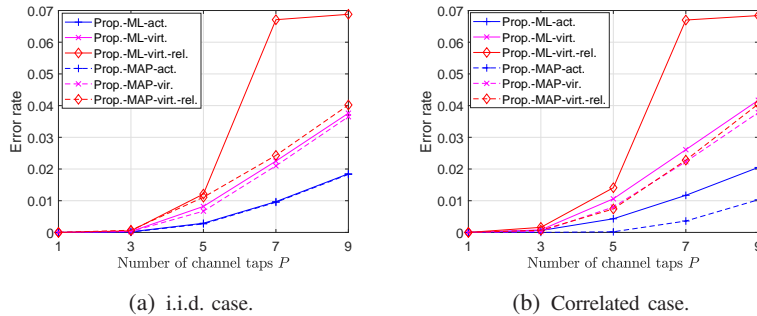 0.07
0.06
0.05
0.04
0.03
0.02
0.01
0
Error rate
Prop.-ML-act.
Prop.-ML-virt.
Prop.-ML-virt.-rel.
Prop.-MAP-act.
Prop.-MAP-vir.
Prop.-MAP-virt.-rel.
1 3 5 7 9
Number of channel taps P
(a) i.i.d. case.
0.07
0.06
0.05
0.04
0.03
0.02
0.01
0
Error rate
Prop.-ML-act.
Prop.-ML-virt.
Prop.-ML-virt.-rel.
Prop.-MAP-act.
Prop.-MAP-vir.
Prop.-MAP-virt.-rel.
1 3 5 7 9
Number of channel taps P
(b) Correlated case.